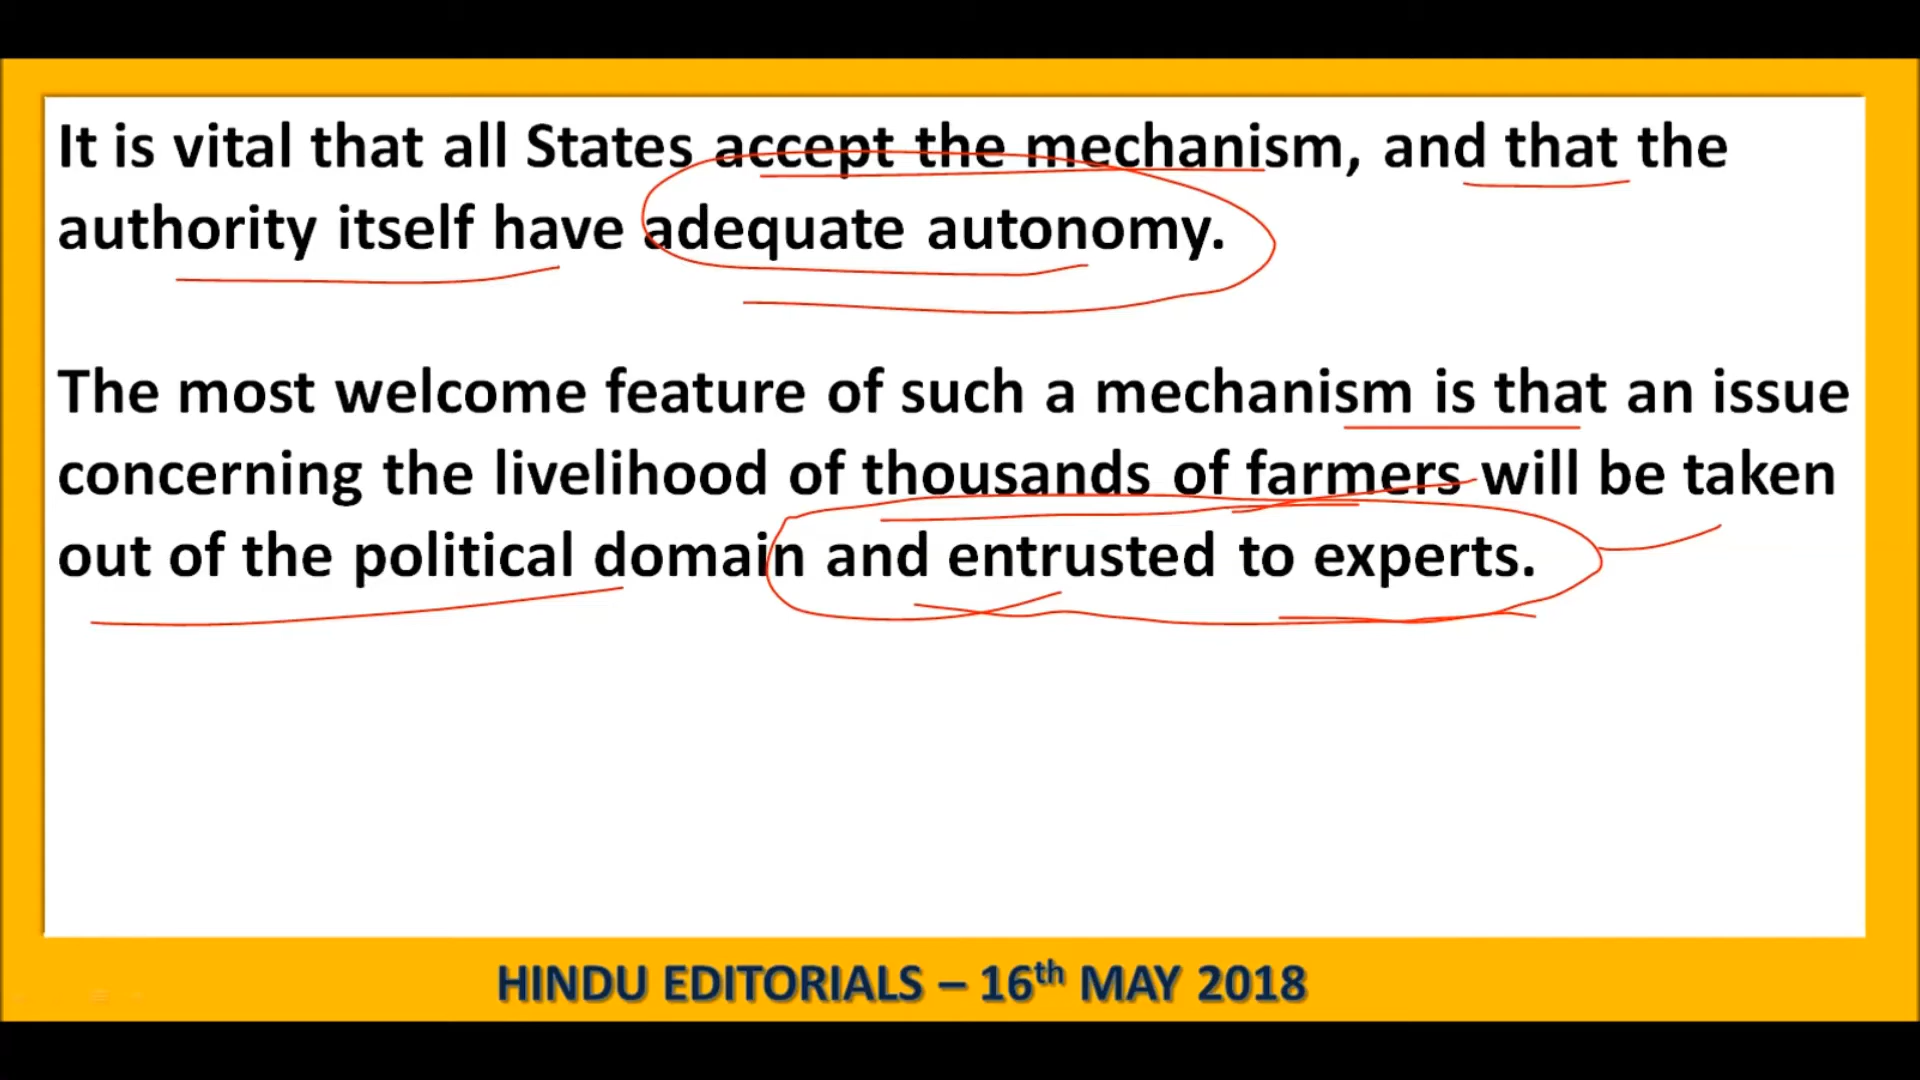 It is vital that all States accept the mechanism, and that the
authority itself have adequate autonomy.
The most welcome feature of such a mechanism is that an issue
concerning the livelihood of thousands of farmers will be taken
out of the political domain and entrusted to experts.
HINDU EDITORIALS – 16th MAY 2018